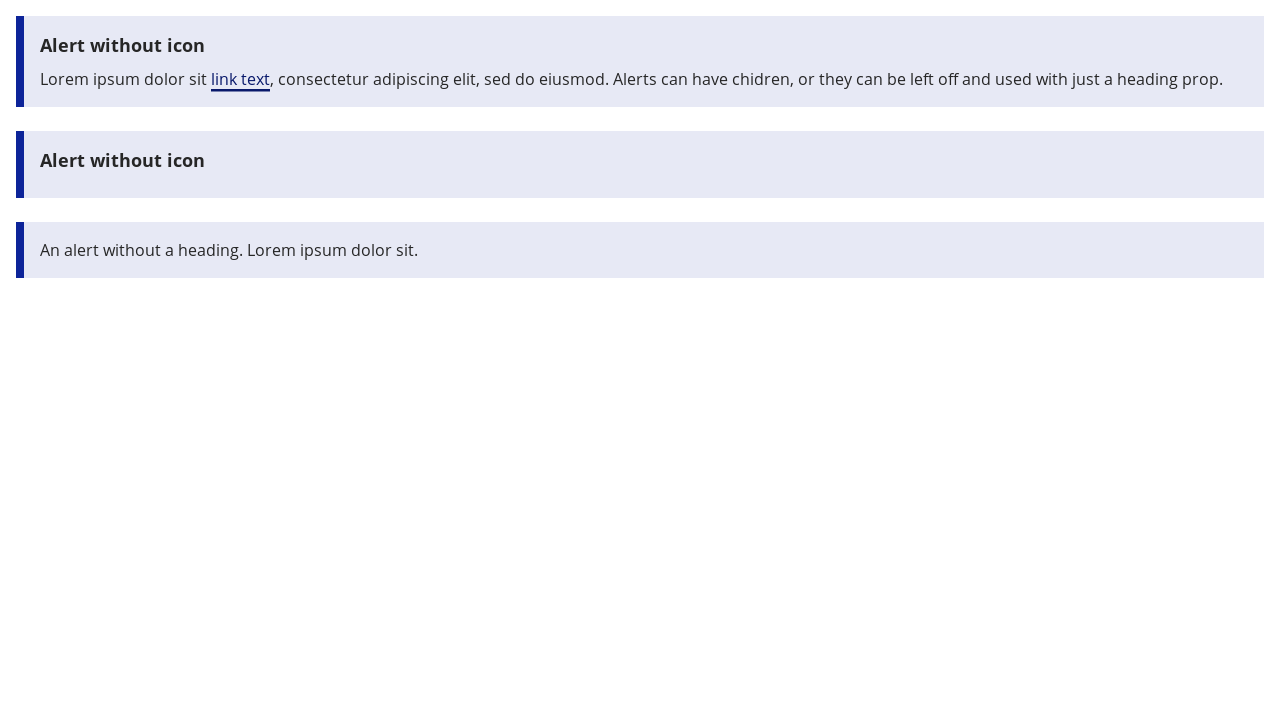 Alert without icon
Lorem ipsum dolor sit link text, consectetur adipiscing elit, sed do eiusmod. Alerts can have chidren, or they can be left off and used with just a heading prop.
Alert without icon
An alert without a heading. Lorem ipsum dolor sit.